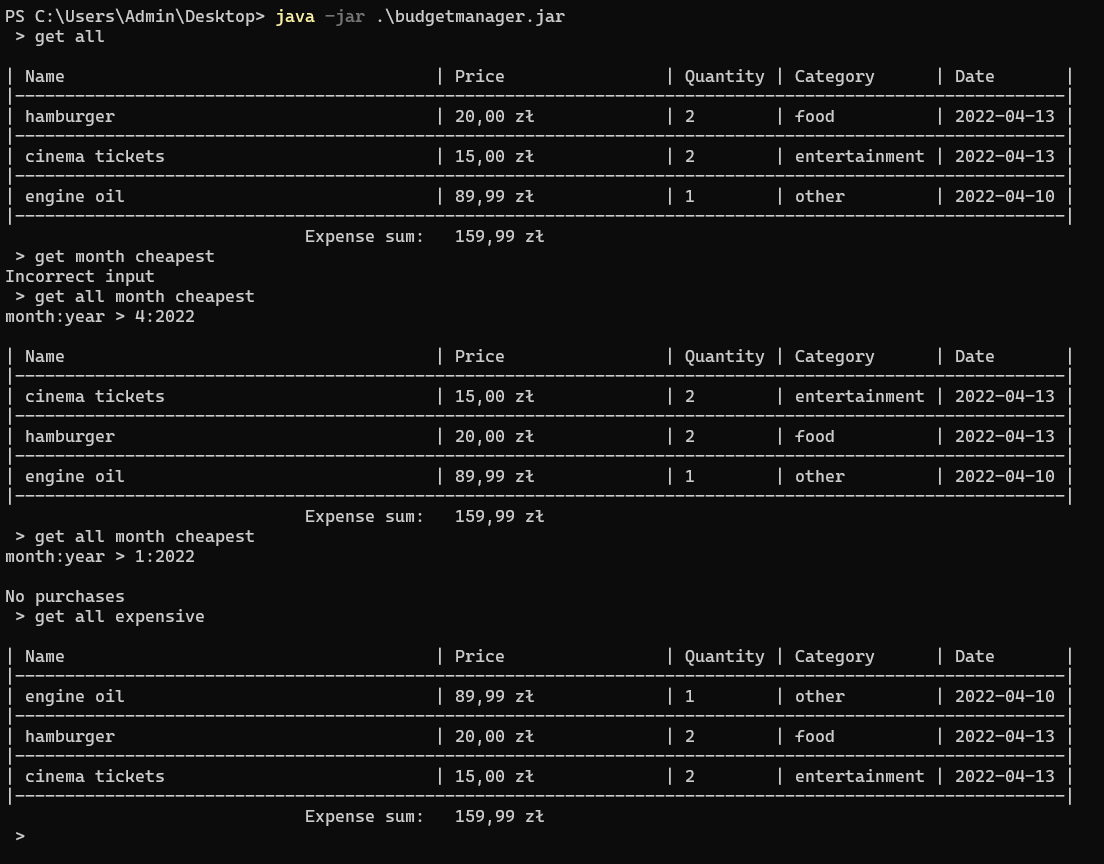 PS C:\Users\Admin\Desktop> java -jar .\budgetmanager.jar
 > get all
| Name | Price | Quantity | Category | Date |
| hamburger | 20,00 zł | 2 | food | 2022-04-13 |
| cinema tickets | 15,00 zł | 2 | entertainment | 2022-04-13 |
| engine oil | 89,99 zł | 1 | other | 2022-04-10 |
Expense sum: 159,99 zł
 > get month cheapest
Incorrect input
 > get all month cheapest
month:year > 4:2022
| Name | Price | Quantity | Category | Date |
| cinema tickets | 15,00 zł | 2 | entertainment | 2022-04-13 |
| hamburger | 20,00 zł | 2 | food | 2022-04-13 |
| engine oil | 89,99 zł | 1 | other | 2022-04-10 |
Expense sum: 159,99 zł
 > get all month cheapest
month:year > 1:2022
No purchases
 > get all expensive
| Name | Price | Quantity | Category | Date |
| engine oil | 89,99 zł | 1 | other | 2022-04-10 |
| hamburger | 20,00 zł | 2 | food | 2022-04-13 |
| cinema tickets | 15,00 zł | 2 | entertainment | 2022-04-13 |
Expense sum: 159,99 zł
 >